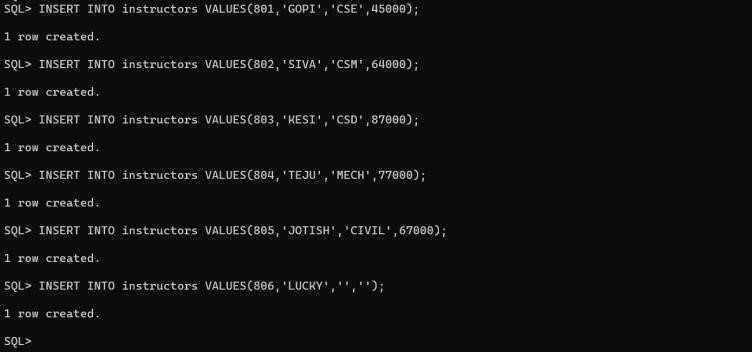 SQL> INSERT INTO instructors VALUES(801,'GOPI','CSE',45000);
1 row created.
SQL> INSERT INTO instructors VALUES(802,'SIVA','CSM',64000);
1 row created.
SQL> INSERT INTO instructors VALUES(803,'KESI','CSD',87000);
1 row created.
SQL> INSERT INTO instructors VALUES(804,'TEJU','MECH',77000);
1 row created.
SQL> INSERT INTO instructors VALUES(805,'JOTISH','CIVIL',67000);
1 row created.
SQL> INSERT INTO instructors VALUES(806,'LUCKY','','');
1 row created.
SQL>